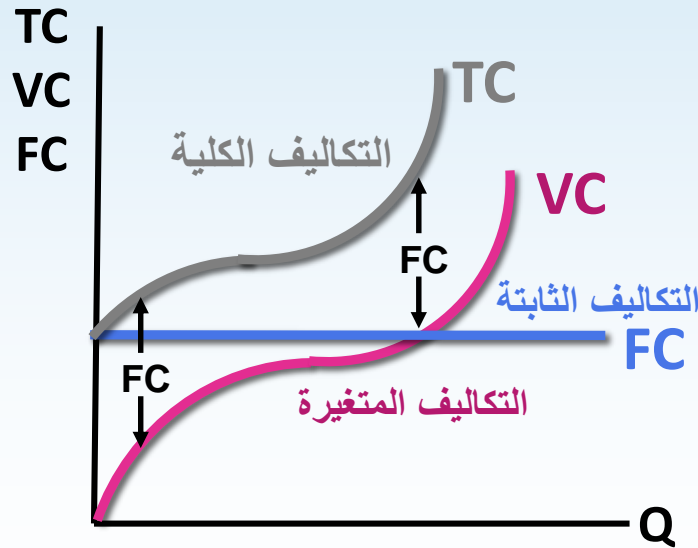 TC
VC
FC
TC
التكاليف الكلية
VC
FC
التكاليف الثابتة
FC
FC
التكاليف المتغيرة
Q